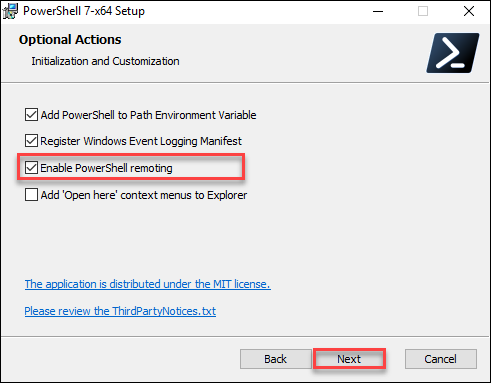 PowerShell 7-x64 Setup
Optional Actions
Initialization and Customization
Add PowerShell to Path Environment Variable
Register Windows Event Logging Manifest
Enable PowerShell remoting
Add 'Open here' context menus to Explorer
The application is distributed under the MIT license.
Please review the ThirdPartyNotices.txt
Back Next Cancel